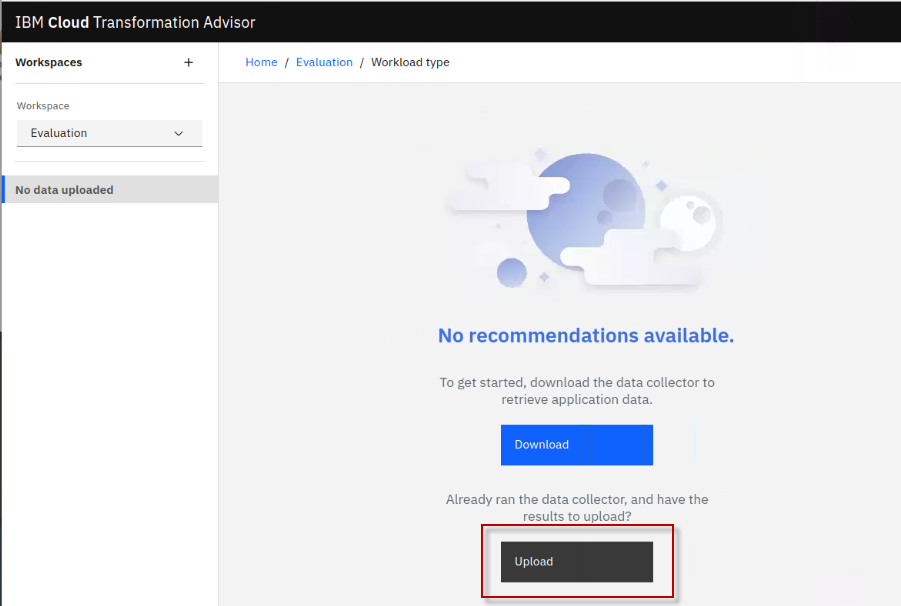 IBM Cloud Transformation Advisor
Workspaces +
Home / Evaluation / Workload type
Workspace
Evaluation
No data uploaded
No recommendations available.
To get started, download the data collector to
retrieve application data.
Download
Already ran the data collector, and have the
results to upload?
Upload